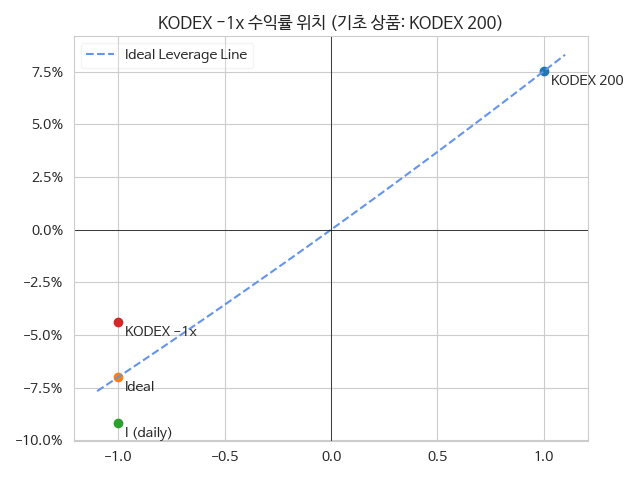 KODEX -1x 수익률 위치 (기초 상품: KODEX 200)
Ideal Leverage Line
7.5%
5.0%
2.5%
0.0%
−2.5%
−5.0%
−7.5%
−10.0%
KODEX 200
KODEX -1x
Ideal
I (daily)
−1.0
−0.5
0.0
0.5
1.0